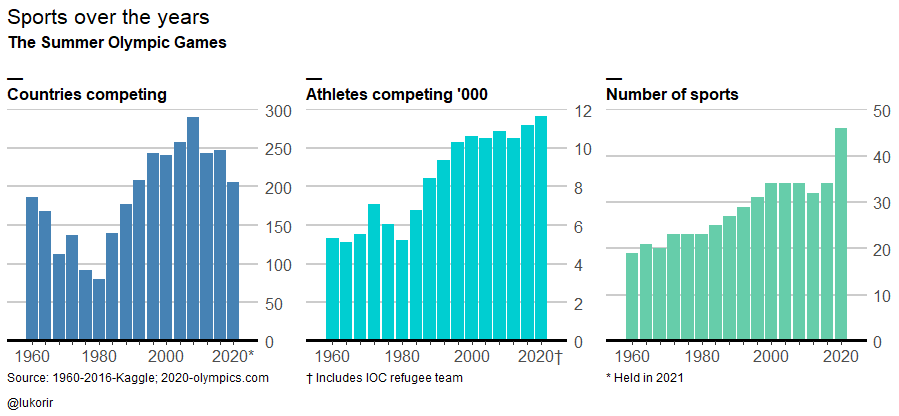 Sports over the years
The Summer Olympic Games
Countries competing
300
250
200
150
100
50
0
1960 1980 2000 2020*
Athletes competing '000
12
10
8
6
4
2
0
1960 1980 2000 2020†
Number of sports
50
40
30
20
10
0
1960 1980 2000 2020
Source: 1960-2016-Kaggle; 2020-olympics.com
† Includes IOC refugee team
* Held in 2021
@lukorir